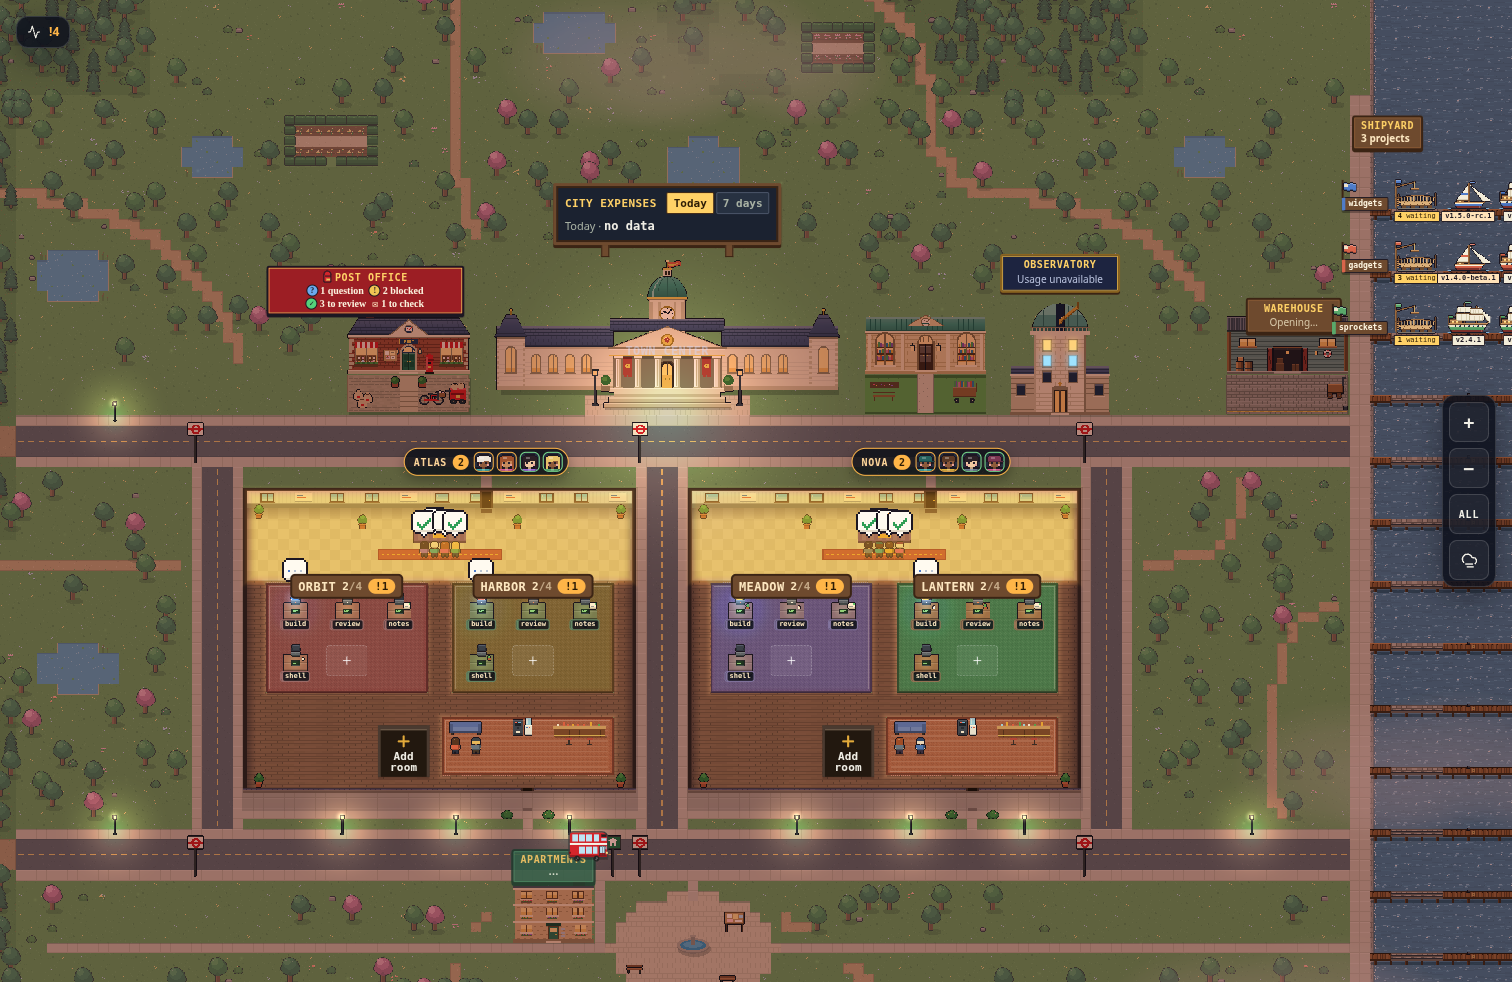 !4
SHIPYARD
3 projects
CITY EXPENSES Today 7 days
Today · no data
widgets
4 waiting v1.5.0-rc.1
gadgets
3 waiting v1.4.0-beta.1
sprockets
1 waiting v2.4.1
POST OFFICE
? 1 question ! 2 blocked
✓ 3 to review ✉ 1 to check
OBSERVATORY
Usage unavailable
WAREHOUSE
Opening...
+
−
ALL
ATLAS 2
NOVA 2
ORBIT 2/4 !1
HARBOR 2/4 !1
MEADOW 2/4 !1
LANTERN 2/4 !1
build review notes
build review notes
build review notes
build review notes
shell +
shell +
shell +
shell +
+
Add
room
+
Add
room
APARTMENTS
...